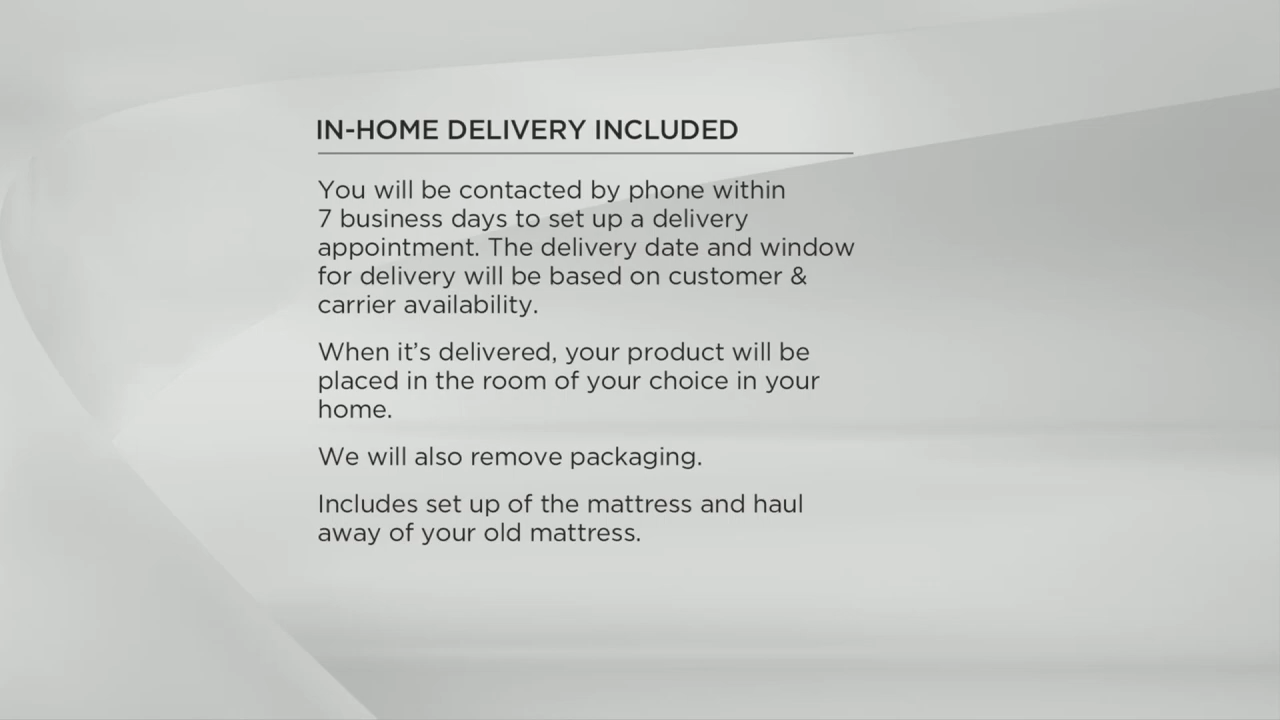 IN-HOME DELIVERY INCLUDED
You will be contacted by phone within
7 business days to set up a delivery
appointment. The delivery date and window
for delivery will be based on customer &
carrier availability.
When it’s delivered, your product will be
placed in the room of your choice in your
home.
We will also remove packaging.
Includes set up of the mattress and haul
away of your old mattress.